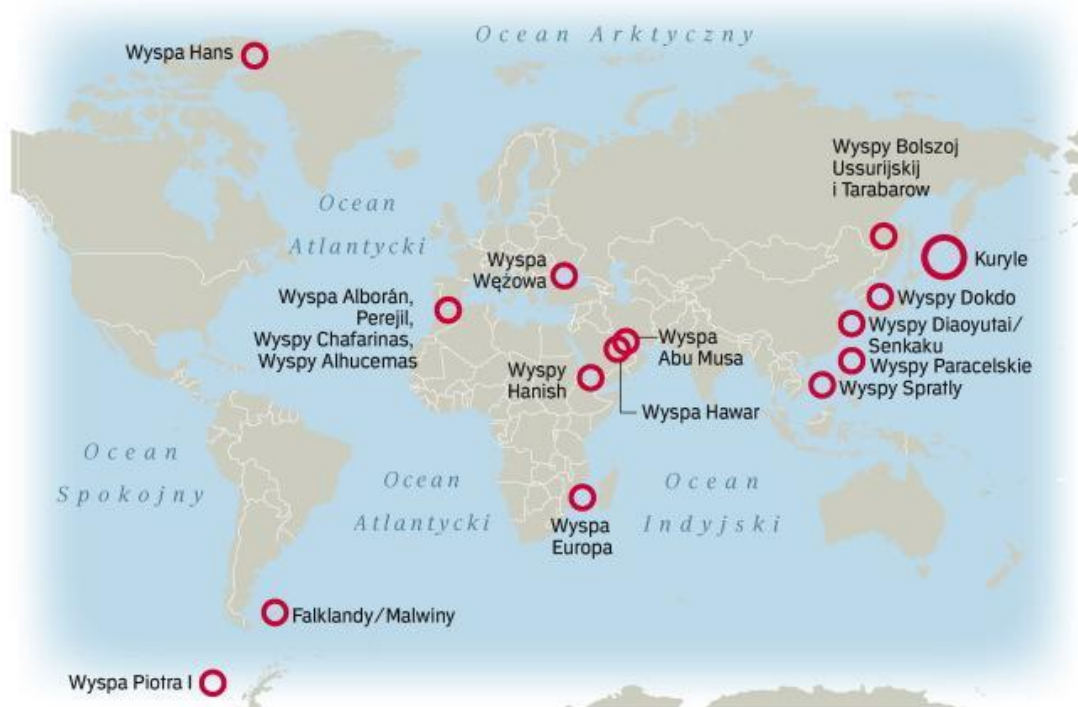 Ocean Arktyczny
Wyspa Hans
Wyspy Bolszoj
Ussurijskij
i Tarabarow
Ocean
Atlantycki
Wyspa
Wężowa
Kuryle
Wyspa Alborán,
Perejil,
Wyspy Chafarinas,
Wyspy Alhucemas
Wyspy Dokdo
Wyspy Diaoyutai/
Senkaku
Wyspa
Abu Musa
Wyspy Paracelskie
Wyspy
Hanish
Wyspy Spratly
Wyspa Hawar
Ocean
Spokojny
Ocean
Atlantycki
Ocean
Indyjski
Wyspa
Europa
Falklandy/Malwiny
Wyspa Piotra I